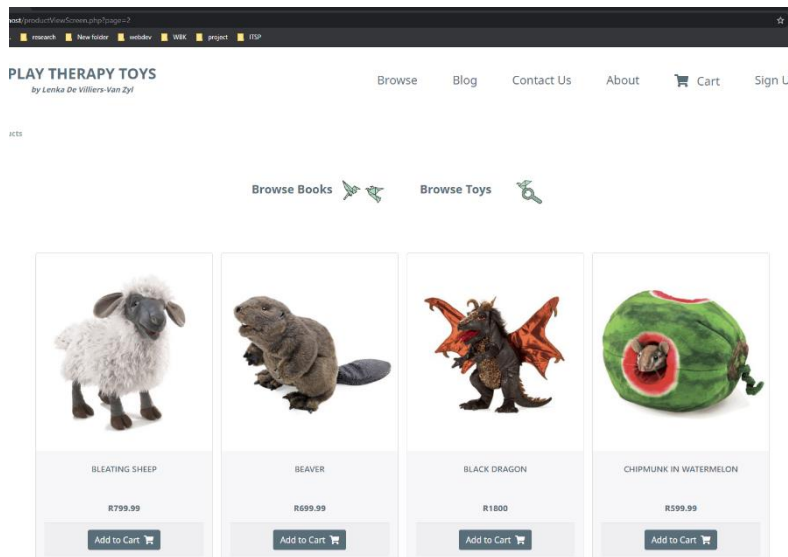 host/productViewScreen.php?page=2
research New folder webdev WBK project ITSP
PLAY THERAPY TOYS
by Lenka De Villiers-Van Zyl
Browse Blog Contact Us About Cart Sign U
ucts
Browse Books Browse Toys
BLEATING SHEEP BEAVER BLACK DRAGON CHIPMUNK IN WATERMELON
R799.99 R699.99 R1800 R599.99
Add to Cart Add to Cart Add to Cart Add to Cart